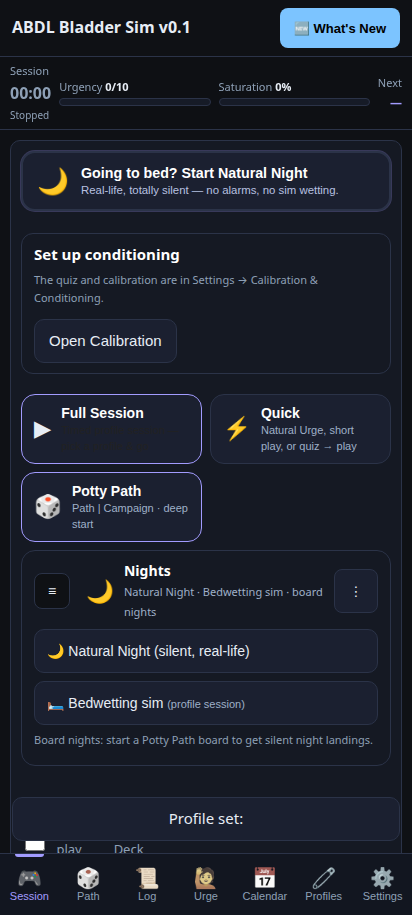 ABDL Bladder Sim v0.1
🆕 What's New
Session
00:00
Stopped
Urgency 0/10
Saturation 0%
Next
—
Going to bed? Start Natural Night
Real-life, totally silent — no alarms, no sim wetting.
Set up conditioning
The quiz and calibration are in Settings → Calibration &
Conditioning.
Open Calibration
Full Session
Quick
Natural Urge, short
play, or quiz → play
Potty Path
Path | Campaign · deep
start
Nights
Natural Night · Bedwetting sim · board
nights
Natural Night (silent, real-life)
Bedwetting sim (profile session)
Board nights: start a Potty Path board to get silent night landings.
Profile set:
play
Deck
Session
Path
Log
Urge
Calendar
Profiles
Settings